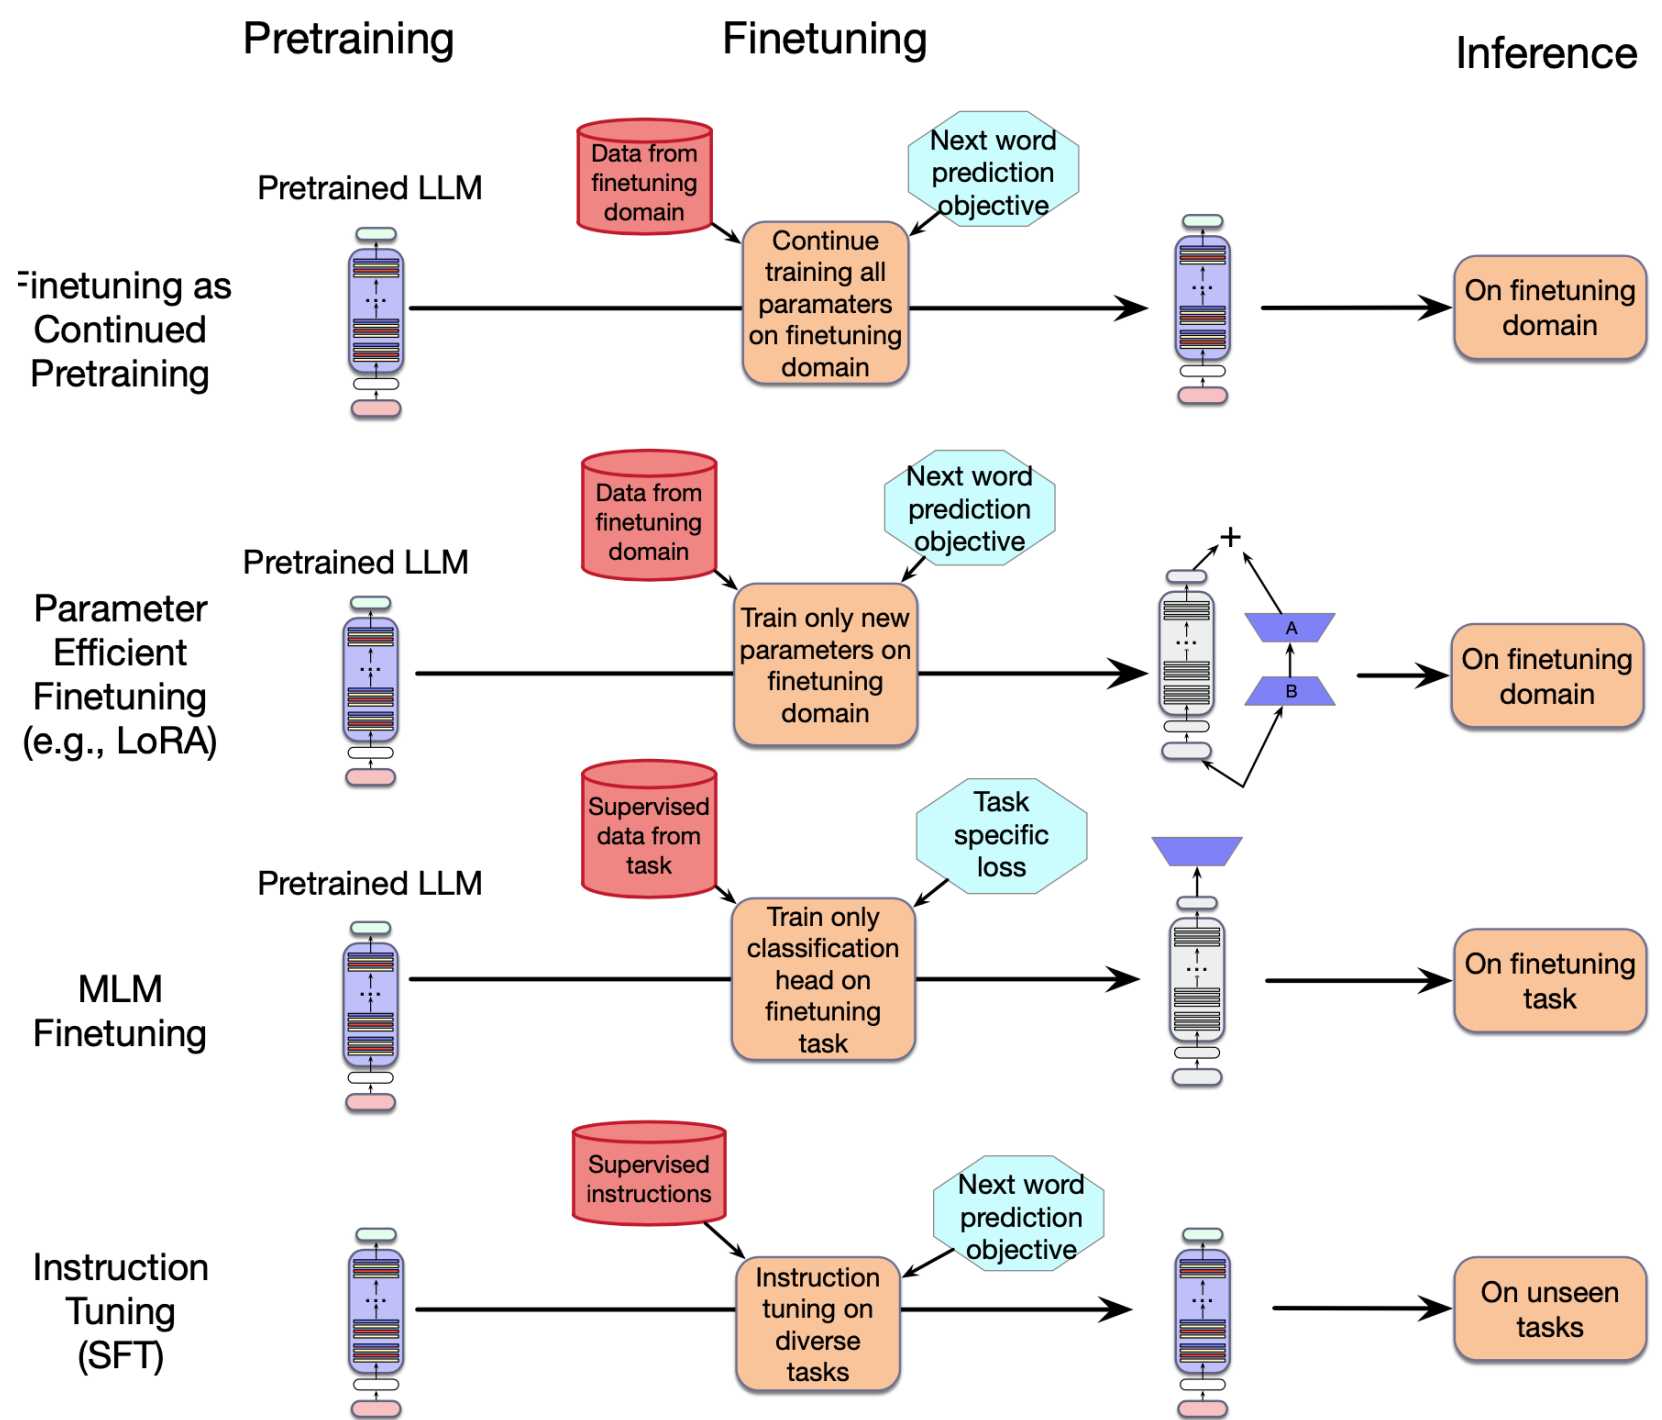 Pretraining
Finetuning
Inference
Finetuning as
Continued
Pretraining
Pretrained LLM
Data from
finetuning
domain
Next word
prediction
objective
Continue
training all
paramaters
on finetuning
domain
On finetuning
domain
Parameter
Efficient
Finetuning
(e.g., LoRA)
Pretrained LLM
...
Data from
finetuning
domain
Next word
prediction
objective
Train only new
parameters on
finetuning
domain
+
A
B
On finetuning
domain
MLM
Finetuning
Pretrained LLM
Supervised
data from
task
Task
specific
loss
Train only
classification
head on
finetuning
task
On finetuning
task
Instruction
Tuning
(SFT)
Supervised
instructions
Next word
prediction
objective
Instruction
tuning on
diverse
tasks
On unseen
tasks